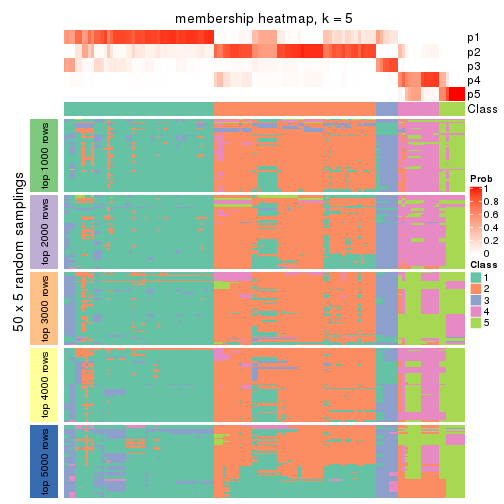 membership heatmap, k = 5
p1
p2
p3
p4
p5
Class
50 x 5 random samplings
top 1000 rows
top 2000 rows
top 3000 rows
top 4000 rows
top 5000 rows
Prob
1
0.8
0.6
0.4
0.2
0
Class
1
2
3
4
5